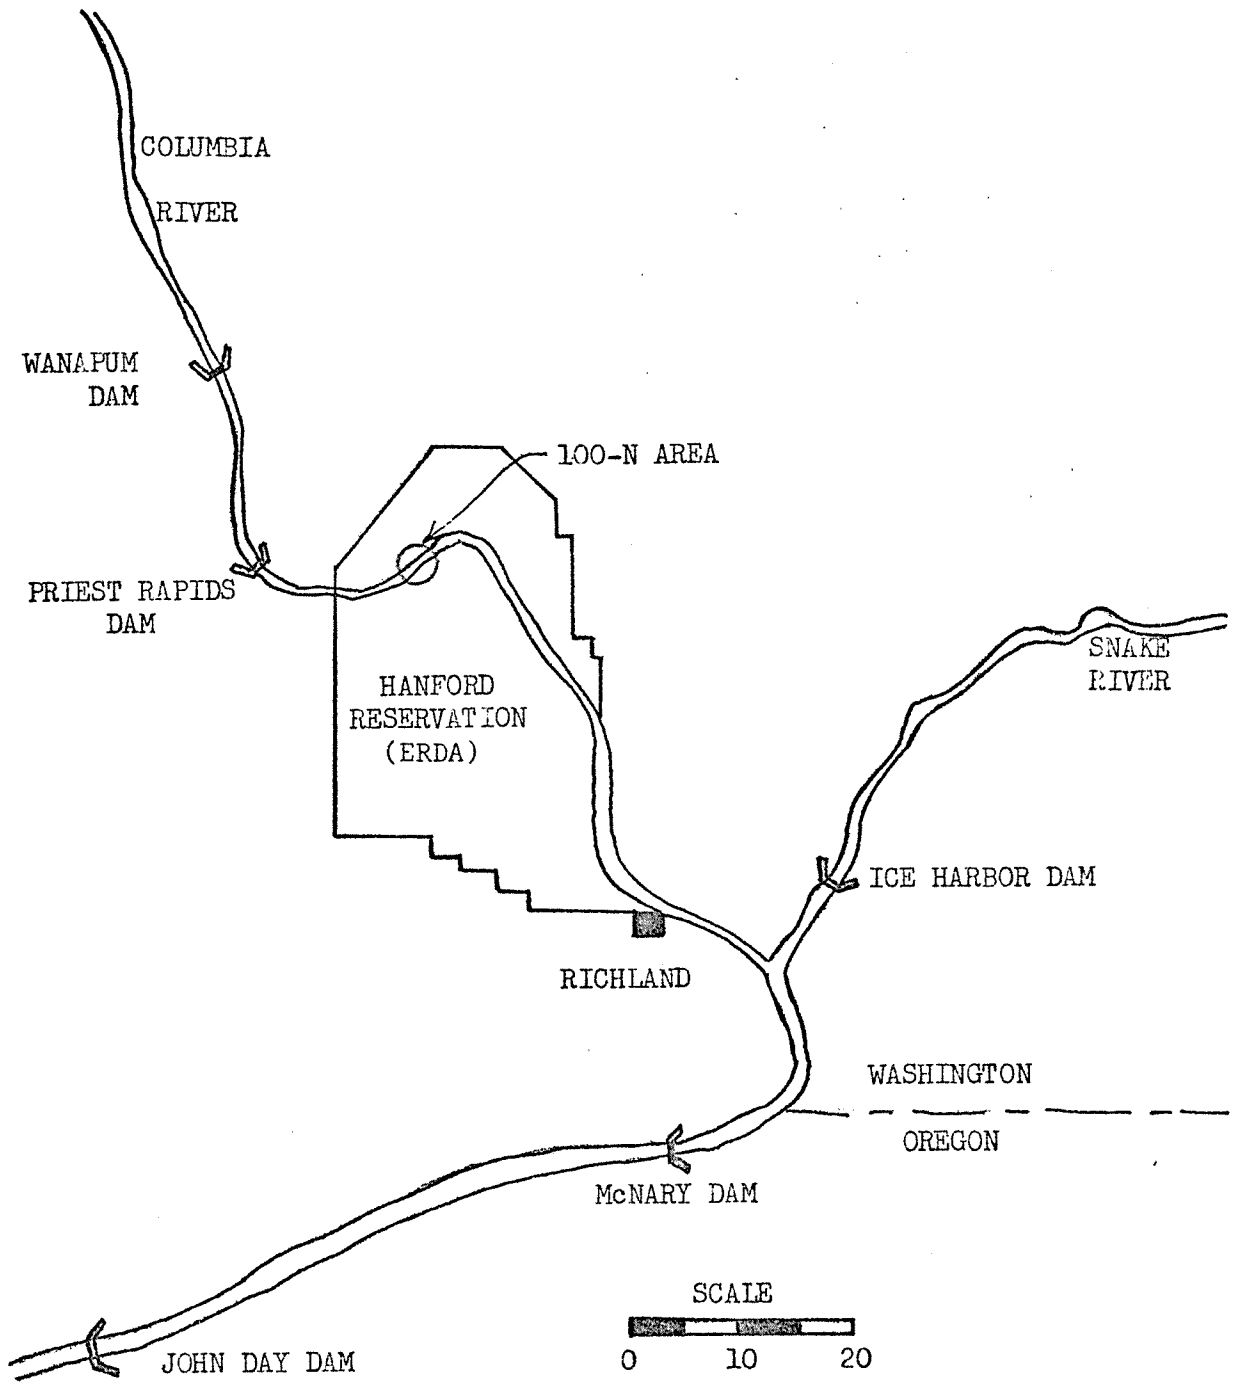 COLUMBIA
RIVER
WANAPUM
DAM
100-N AREA
PRIEST RAPIDS
DAM
SNAKE
RIVER
HANFORD
RESERVATION
(ERDA)
ICE HARBOR DAM
RICHLAND
WASHINGTON
OREGON
McNARY DAM
SCALE
0 10 20
JOHN DAY DAM